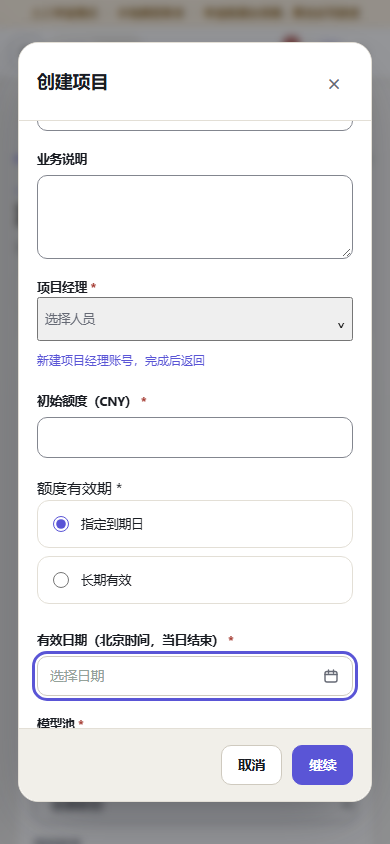 创建项目
业务说明
项目经理 *
选择人员
新建项目经理账号，完成后返回
初始额度（CNY） *
额度有效期 *
指定到期日
长期有效
有效日期（北京时间，当日结束） *
选择日期
模型池 *
取消
继续